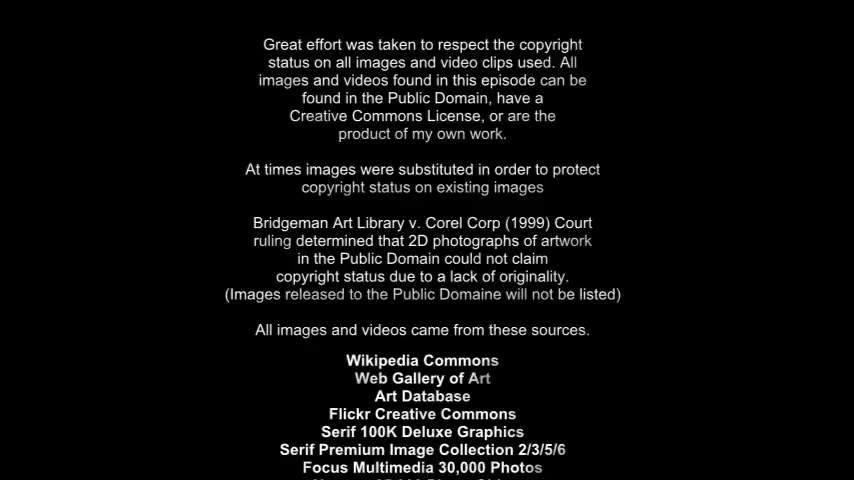 Great effort was taken to respect the copyright
status on all images and video clips used. All
images and videos found in this episode can be
found in the Public Domain, have a
Creative Commons License, or are the
product of my own work.
At times images were substituted in order to protect
copyright status on existing images
Bridgeman Art Library v. Corel Corp (1999) Court
ruling determined that 2D photographs of artwork
in the Public Domain could not claim
copyright status due to a lack of originality.
(Images released to the Public Domaine will not be listed)
All images and videos came from these sources.
Wikipedia Commons
Web Gallery of Art
Art Database
Flickr Creative Commons
Serif 100K Deluxe Graphics
Serif Premium Image Collection 2/3/5/6
Focus Multimedia 30,000 Photos